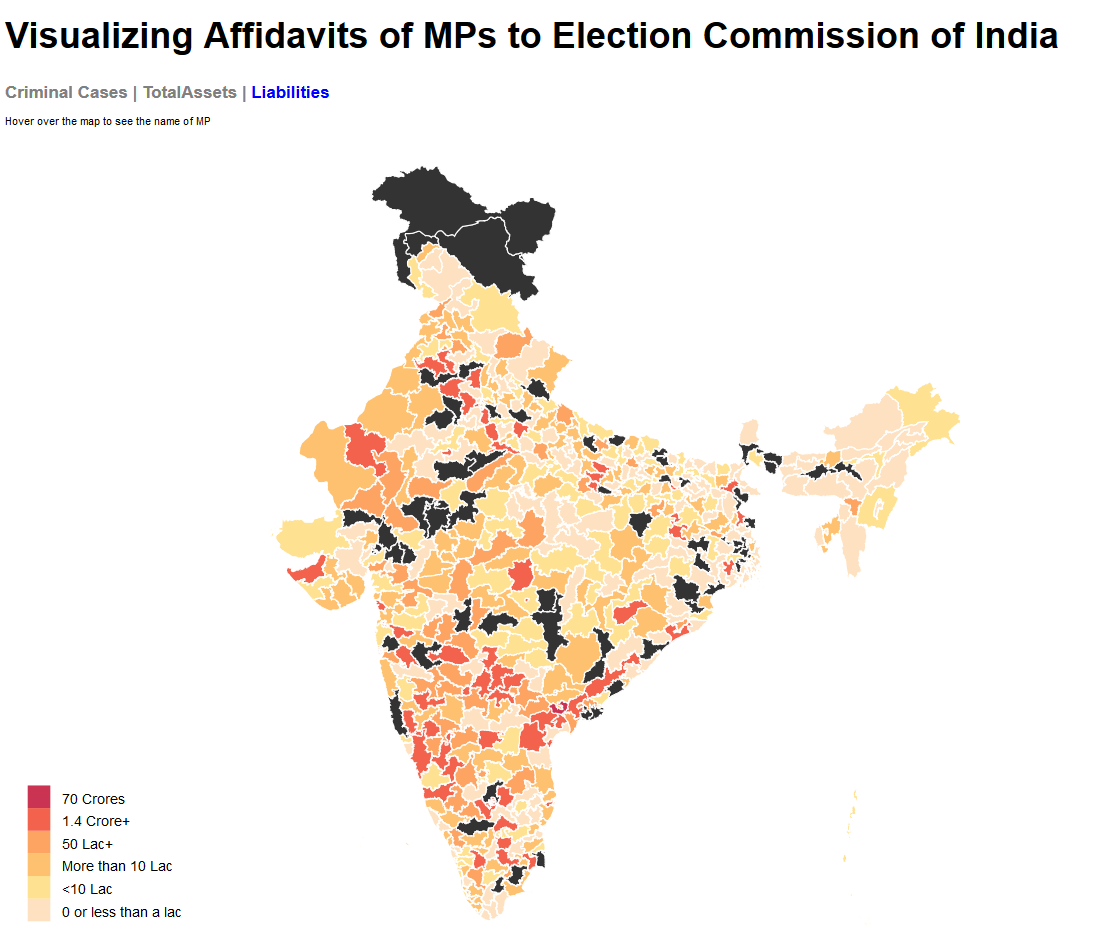 Visualizing Affidavits of MPs to Election Commission of India
Criminal Cases | TotalAssets | Liabilities
Hover over the map to see the name of MP
70 Crores
1.4 Crore+
50 Lac+
More than 10 Lac
<10 Lac
0 or less than a lac